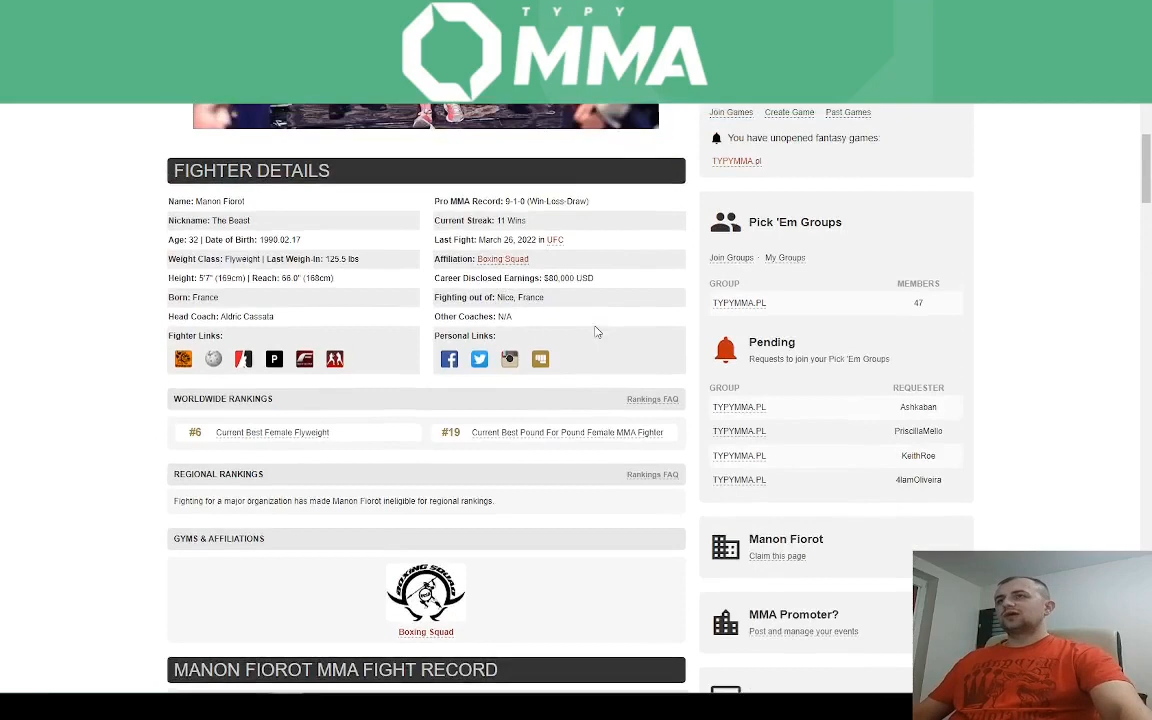 TYPY
MMA
Join Games Create Game Past Games
You have unopened fantasy games:
TYPYMMA.pl
FIGHTER DETAILS
Name: Manon Fiorot
Pro MMA Record: 9-1-0 (Win-Loss-Draw)
Nickname: The Beast
Current Streak: 11 Wins
Age: 32 | Date of Birth: 1990.02.17
Last Fight: March 26, 2022 in UFC
Weight Class: Flyweight | Last Weigh-In: 125.5 lbs
Affiliation: Boxing Squad
Height: 5'7" (169cm) | Reach: 66.0" (168cm)
Career Disclosed Earnings: $80,000 USD
Born: France
Fighting out of: Nice, France
Head Coach: Aldric Cassata
Other Coaches: N/A
Fighter Links:
Personal Links:
P
WORLDWIDE RANKINGS
Rankings FAQ
#6 Current Best Female Flyweight
#19 Current Best Pound For Pound Female MMA Fighter
REGIONAL RANKINGS
Rankings FAQ
Fighting for a major organization has made Manon Fiorot ineligible for regional rankings.
GYMS & AFFILIATIONS
BOXING SQUAD
Boxing Squad
MANON FIOROT MMA FIGHT RECORD
Pick 'Em Groups
Join Groups · My Groups
GROUP MEMBERS
TYPYMMA.PL 47
Pending
Requests to join your Pick 'Em Groups
GROUP REQUESTER
TYPYMMA.PL Ashkaban
TYPYMMA.PL PriscillaMello
TYPYMMA.PL KeithRoe
TYPYMMA.PL 4IamOliveira
Manon Fiorot
Claim this page
MMA Promoter?
Post and manage your events